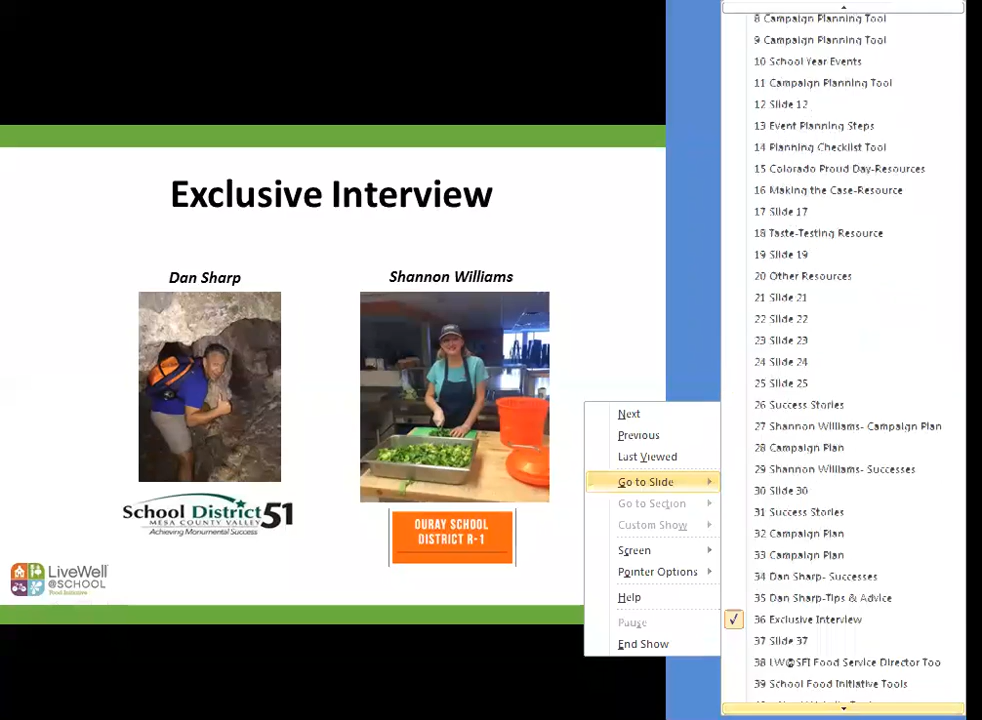 Exclusive Interview
Dan Sharp
Shannon Williams
School District 51
MESA COUNTY VALLEY
Achieving Monumental Success
OURAY SCHOOL
DISTRICT R-1
LiveWell
@SCHOOL
Food Initiative
Next
Previous
Last Viewed
Go to Slide
Go to Section
Custom Show
Screen
Pointer Options
Help
Pause
End Show
8 Campaign Planning Tool
9 Campaign Planning Tool
10 School Year Events
11 Campaign Planning Tool
12 Slide 12
13 Event Planning Steps
14 Planning Checklist Tool
15 Colorado Proud Day-Resources
16 Making the Case-Resource
17 Slide 17
18 Taste-Testing Resource
19 Slide 19
20 Other Resources
21 Slide 21
22 Slide 22
23 Slide 23
24 Slide 24
25 Slide 25
26 Success Stories
27 Shannon Williams- Campaign Plan
28 Campaign Plan
29 Shannon Williams- Successes
30 Slide 30
31 Success Stories
32 Campaign Plan
33 Campaign Plan
34 Dan Sharp- Successes
35 Dan Sharp-Tips & Advice
36 Exclusive Interview
37 Slide 37
38 LW@SFI Food Service Director Too
39 School Food Initiative Tools